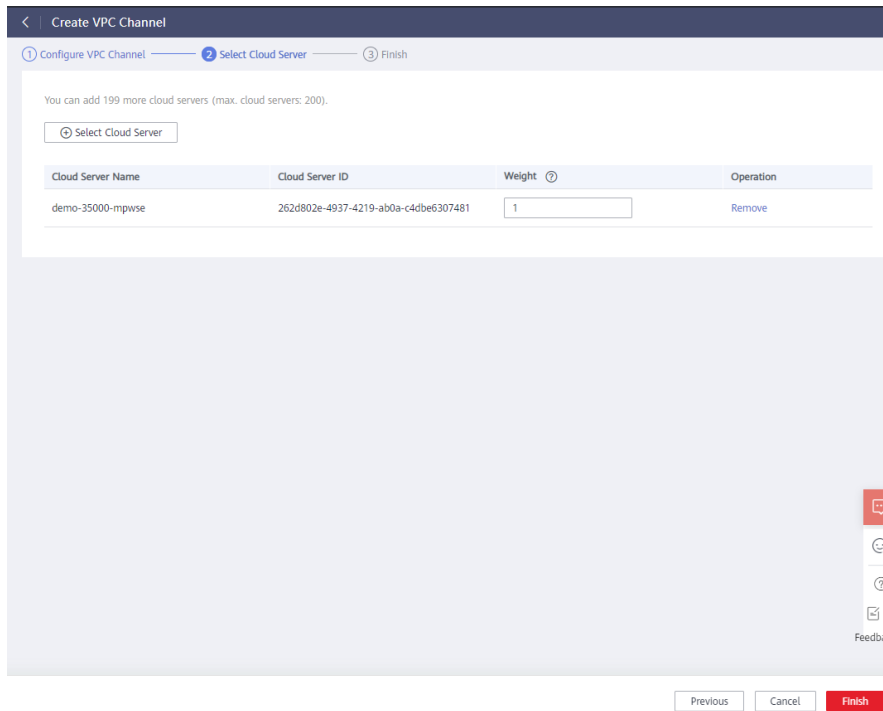 Create VPC Channel
1 Configure VPC Channel 2 Select Cloud Server 3 Finish
You can add 199 more cloud servers (max. cloud servers: 200).
Select Cloud Server
Cloud Server Name Cloud Server ID Weight ? Operation
demo-35000-mpwse 262d802e-4937-4219-ab0a-c4dbe6307481 1 Remove
Feedba
Previous Cancel Finish